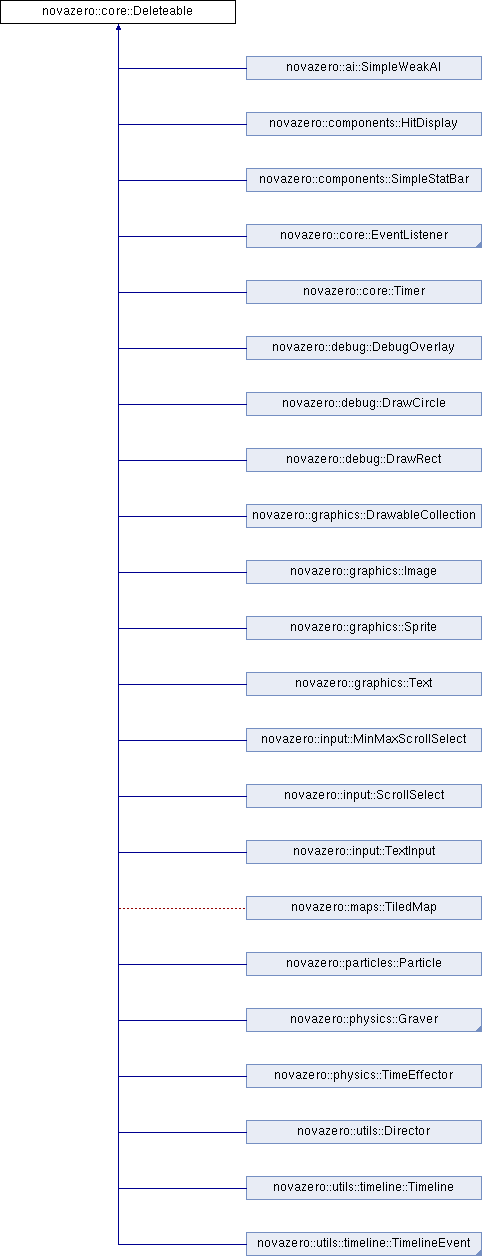 novazero::core::Deleteable
novazero::ai::SimpleWeakAI
novazero::components::HitDisplay
novazero::components::SimpleStatBar
novazero::core::EventListener
novazero::core::Timer
novazero::debug::DebugOverlay
novazero::debug::DrawCircle
novazero::debug::DrawRect
novazero::graphics::DrawableCollection
novazero::graphics::Image
novazero::graphics::Sprite
novazero::graphics::Text
novazero::input::MinMaxScrollSelect
novazero::input::ScrollSelect
novazero::input::TextInput
novazero::maps::TiledMap
novazero::particles::Particle
novazero::physics::Graver
novazero::physics::TimeEffector
novazero::utils::Director
novazero::utils::timeline::Timeline
novazero::utils::timeline::TimelineEvent